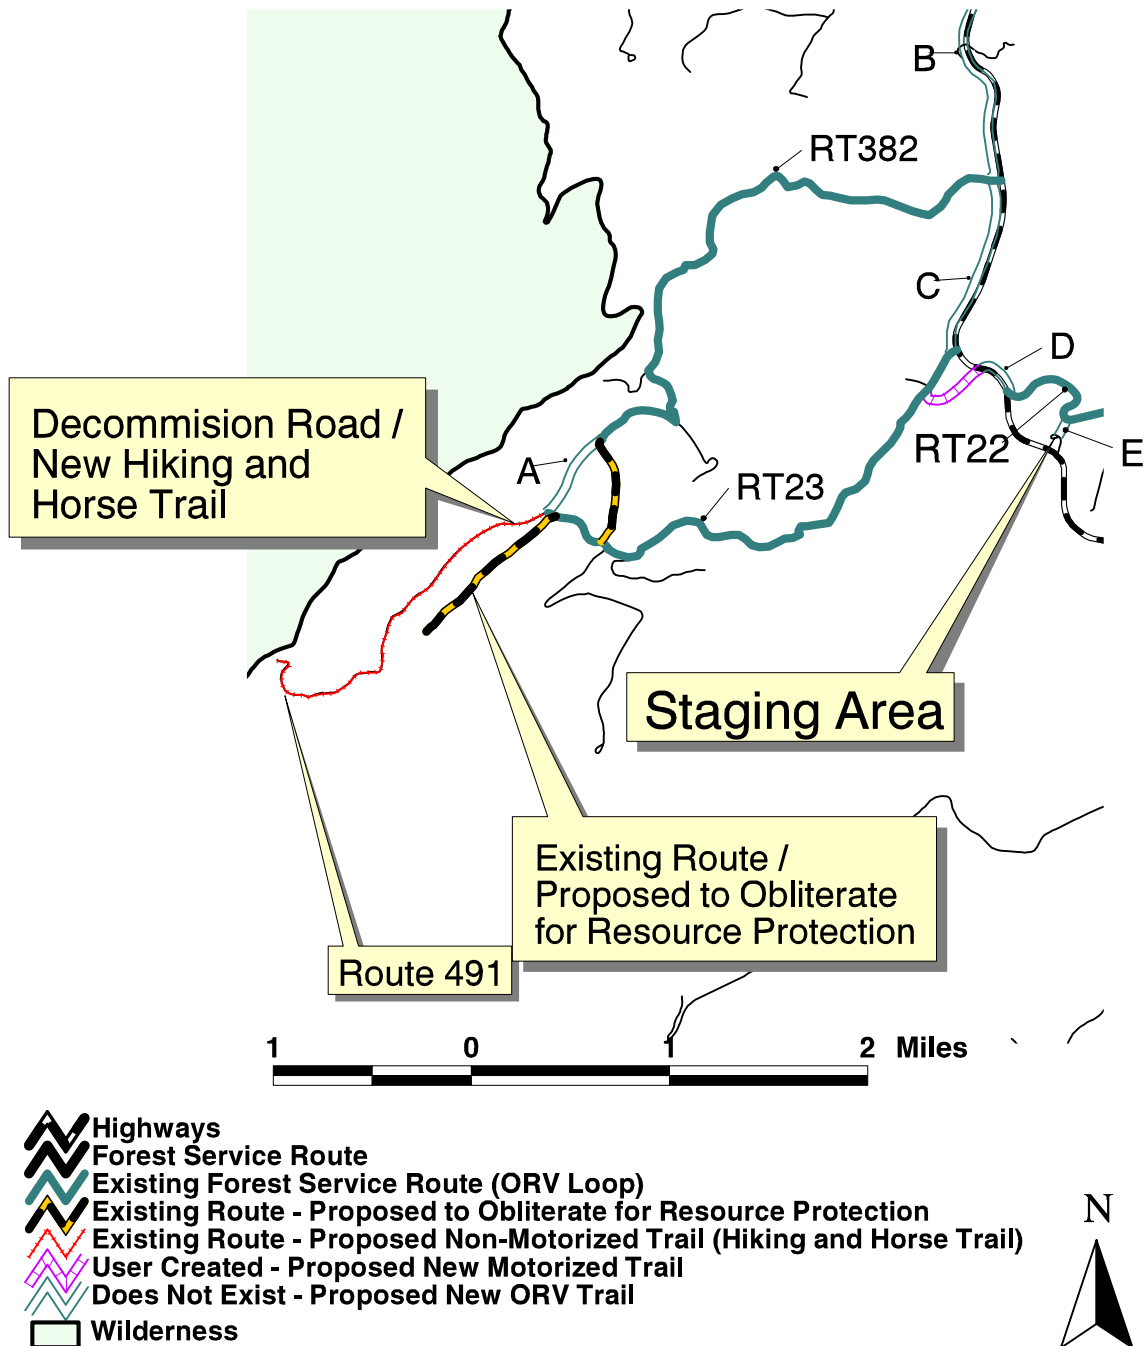 B
RT382
C
D
Decommision Road /
New Hiking and
Horse Trail
A
RT22
E
RT23
Staging Area
Existing Route /
Proposed to Obliterate
for Resource Protection
Route 491
1 0 1 2 Miles
Highways
Forest Service Route
Existing Forest Service Route (ORV Loop)
Existing Route - Proposed to Obliterate for Resource Protection
Existing Route - Proposed Non-Motorized Trail (Hiking and Horse Trail)
User Created - Proposed New Motorized Trail
Does Not Exist - Proposed New ORV Trail
Wilderness
N